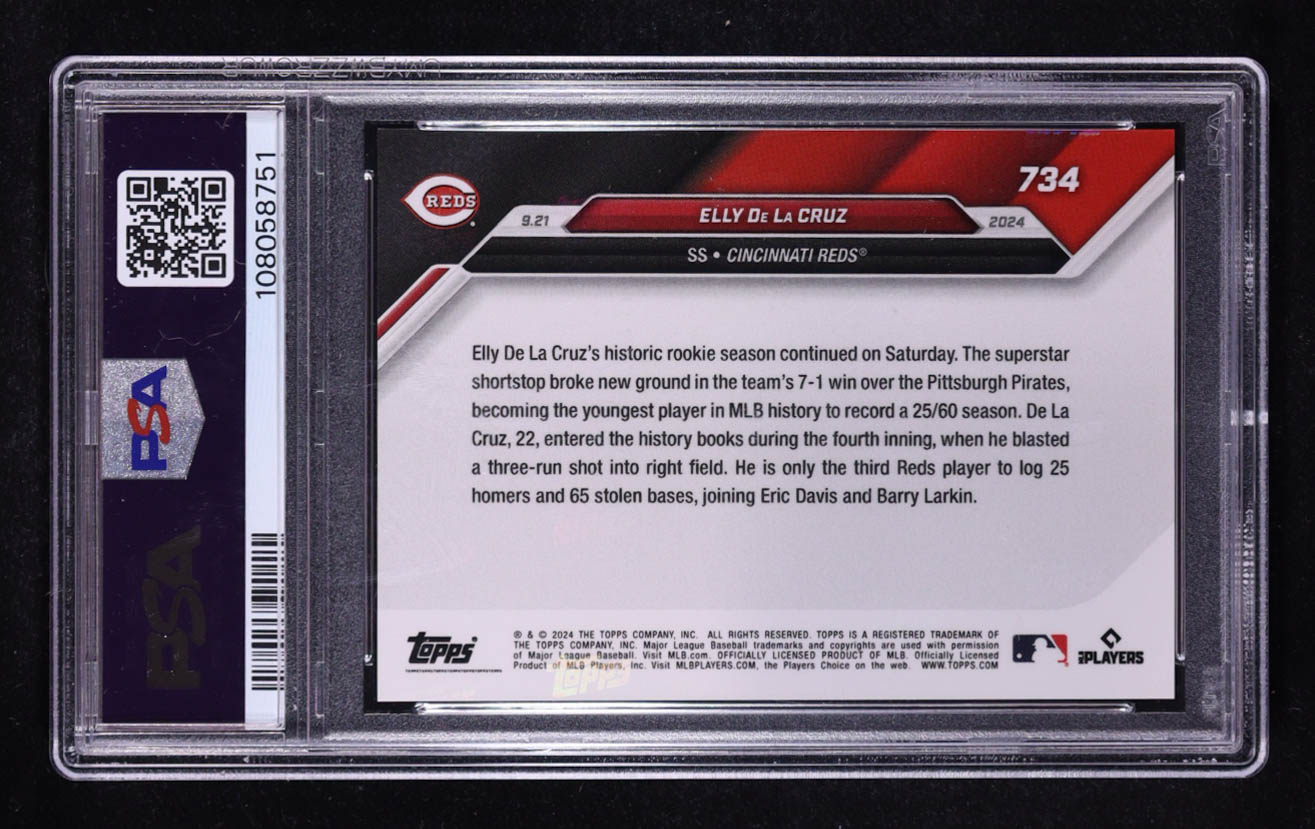 108058751
PSA
PSA
REDS
734
9.21
ELLY DE LA CRUZ
2024
SS • CINCINNATI REDS®
Elly De La Cruz's historic rookie season continued on Saturday. The superstar
shortstop broke new ground in the team's 7-1 win over the Pittsburgh Pirates,
becoming the youngest player in MLB history to record a 25/60 season. De La
Cruz, 22, entered the history books during the fourth inning, when he blasted
a three-run shot into right field. He is only the third Reds player to log 25
homers and 65 stolen bases, joining Eric Davis and Barry Larkin.
Topps
® & © 2024 THE TOPPS COMPANY, INC. ALL RIGHTS RESERVED. TOPPS IS A REGISTERED TRADEMARK OF
THE TOPPS COMPANY, INC. Major League Baseball trademarks and copyrights are used with permission
of Major League Baseball. Visit MLB.com. OFFICIALLY LICENSED PRODUCT OF MLB. Officially Licensed
Product of MLB Players, Inc. Visit MLBPLAYERS.COM, the Players Choice on the web. WWW.TOPPS.COM
Topps
PLAYERS